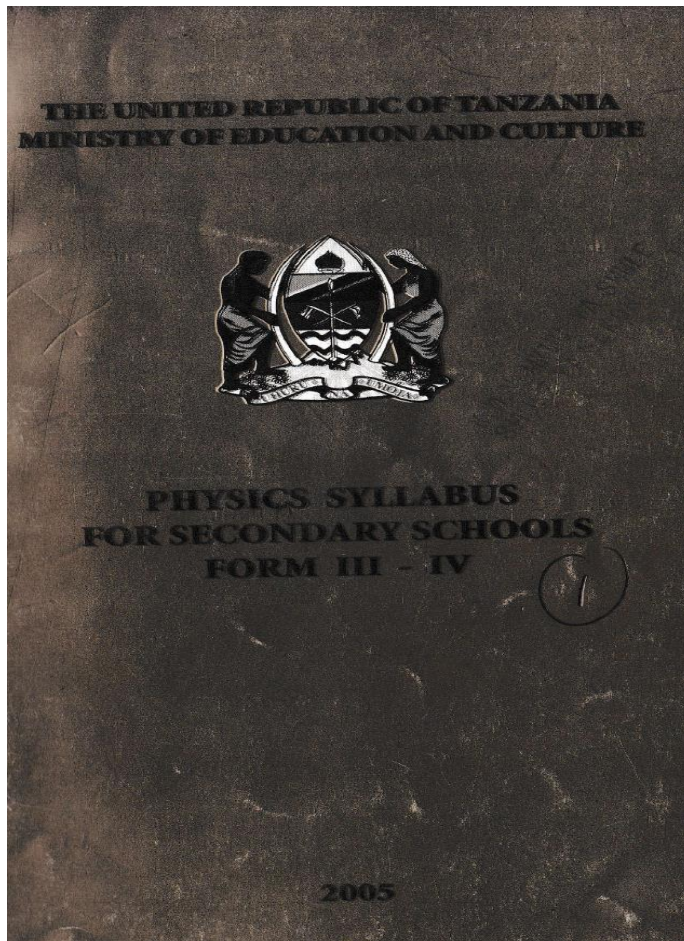 THE UNITED REPUBLIC OF TANZANIA
MINISTRY OF EDUCATION AND CULTURE
UHURU NA UMOJA
PHYSICS SYLLABUS
FOR SECONDARY SCHOOLS
FORM III - IV
1
2005